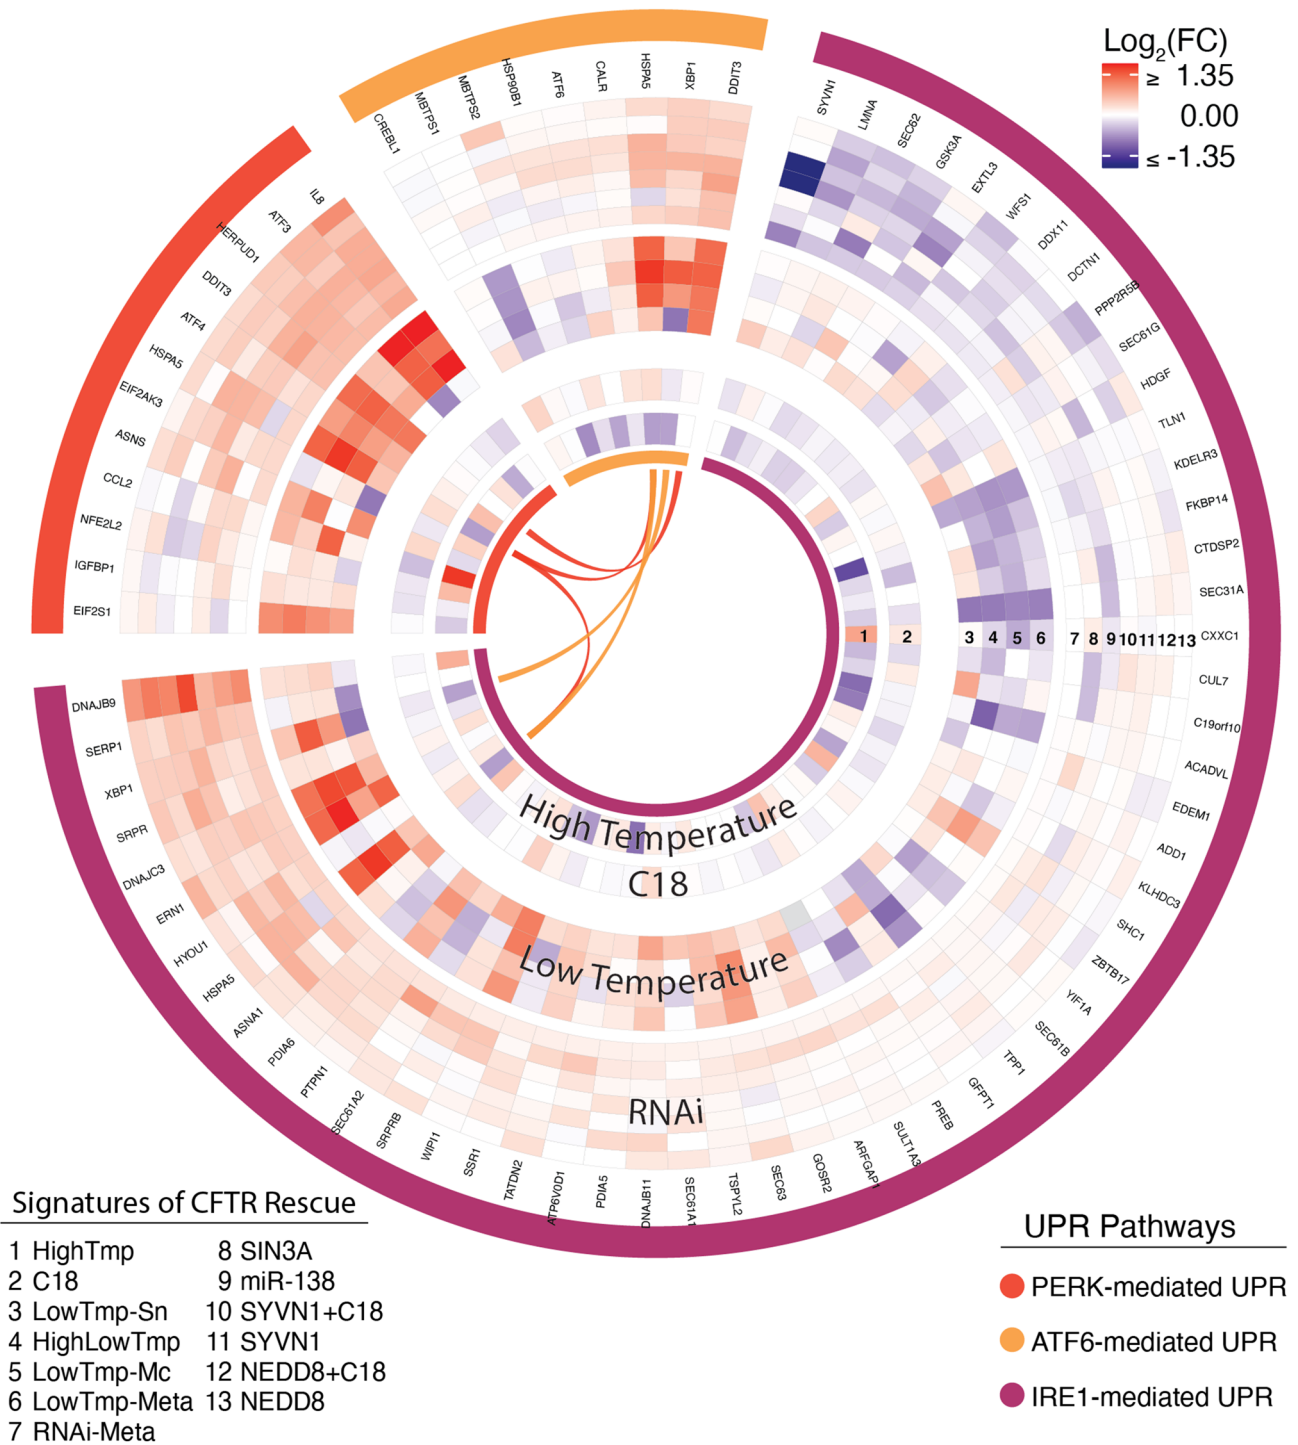 Log2(FC)
≥ 1.35
0.00
≤ -1.35
CREBL1
MBTPS1
MBTPS2
HSP90B1
ATF6
CALR
HSPA5
XBP1
DDIT3
SYVN1
LMNA
SEC62
GSK3A
EXTL3
WFS1
DDX11
DCTN1
PPP2R5B
SEC61G
HDGF
TLN1
KDELR3
FKBP14
CTDSP2
SEC31A
CXXC1
CUL7
C19orf10
ACADVL
EDEM1
ADD1
KLHDC3
SHC1
ZBTB17
YIF1A
SEC61B
TPP1
GFPT1
PREB
SULT1A3
ARFGAP1
GOSR2
SEC63
TSPYL2
SEC61A1
DNAJB11
PDIA5
ATP6V0D1
TATDN2
SSR1
WIPI1
SRPRB
SEC61A2
PTPN1
PDIA6
ASNA1
HSPA5
HYOU1
ERN1
DNAJC3
SRPR
XBP1
SERP1
DNAJB9
EIF2S1
IGFBP1
NFE2L2
CCL2
ASNS
EIF2AK3
HSPA5
ATF4
DDIT3
HERPUD1
ATF3
IL8
1 2 3 4 5 6 7 8 9 10 11 12 13
High Temperature
C18
Low Temperature
RNAi
Signatures of CFTR Rescue
1 HighTmp
2 C18
3 LowTmp-Sn
4 HighLowTmp
5 LowTmp-Mc
6 LowTmp-Meta
7 RNAi-Meta
8 SIN3A
9 miR-138
10 SYVN1+C18
11 SYVN1
12 NEDD8+C18
13 NEDD8
UPR Pathways
PERK-mediated UPR
ATF6-mediated UPR
IRE1-mediated UPR